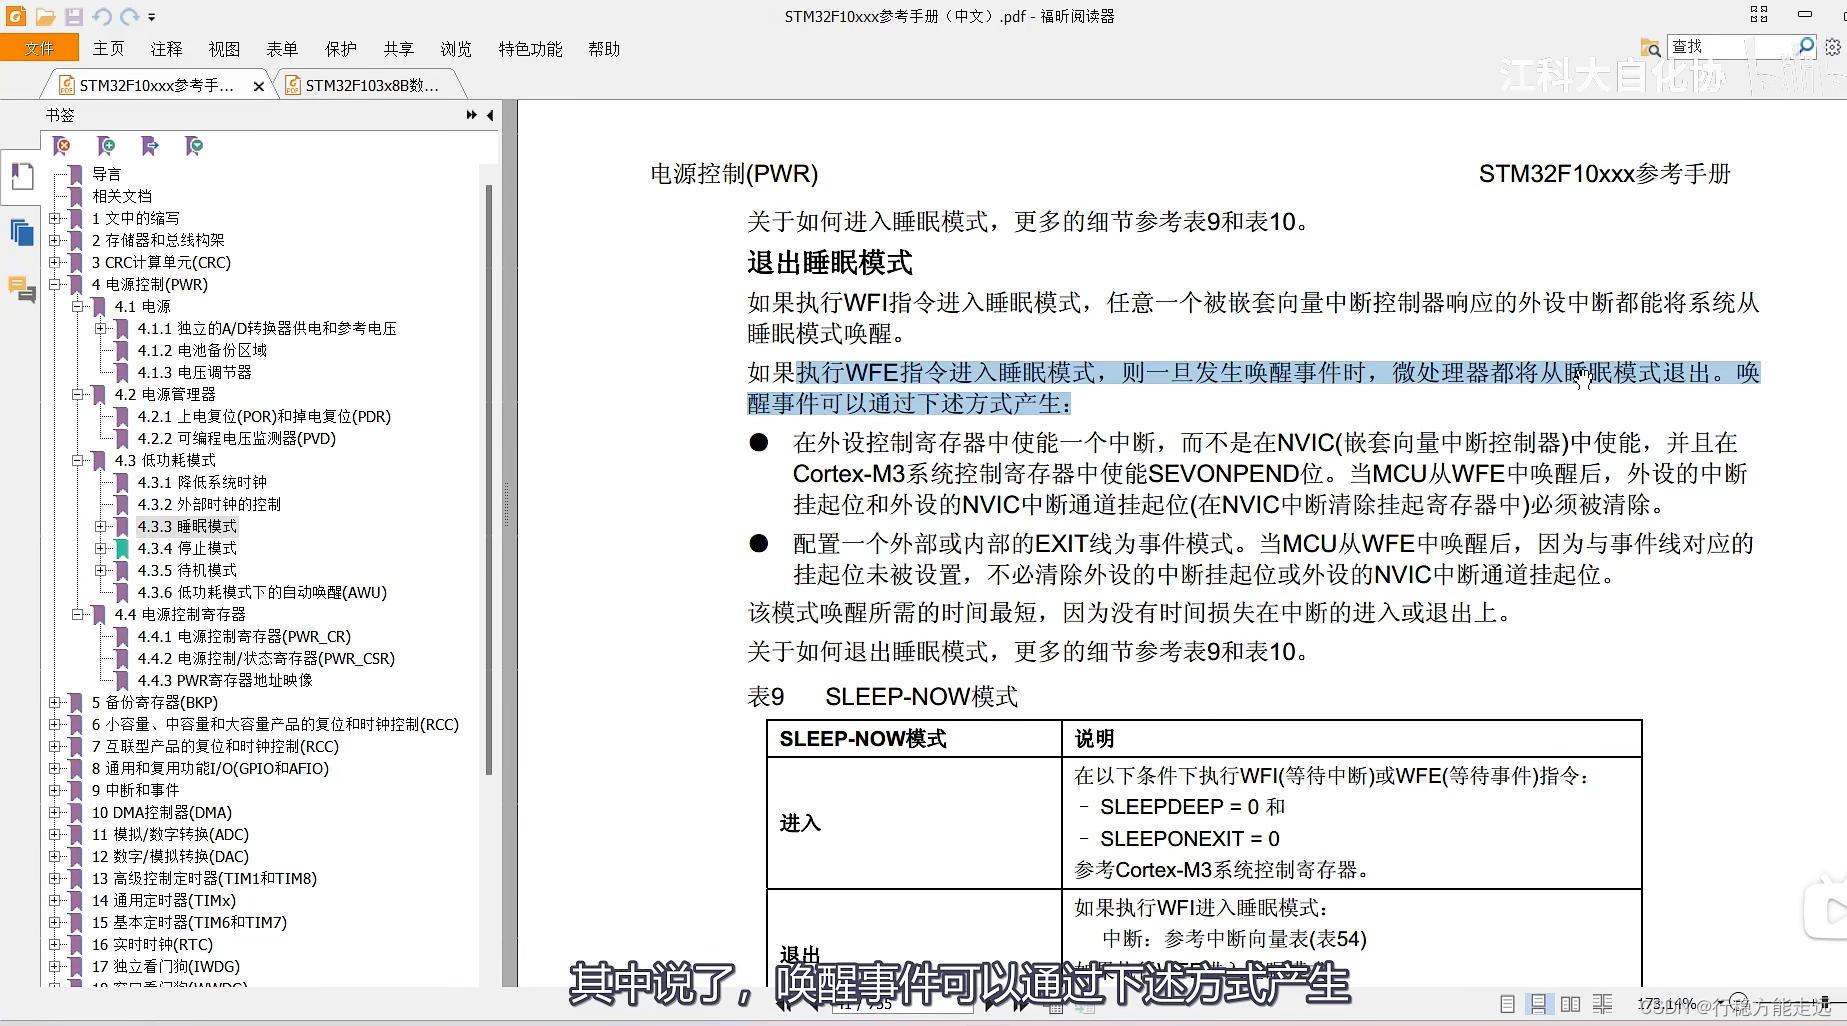 STM32F10xxx参考手册（中文）.pdf - 福昕阅读器
文件 主页 注释 视图 表单 保护 共享 浏览 特色功能 帮助
查找
江科大自化协
STM32F10xxx参考手... STM32F103x8B数...
书签
导言
相关文档
1 文中的缩写
2 存储器和总线构架
3 CRC计算单元(CRC)
4 电源控制(PWR)
4.1 电源
4.1.1 独立的A/D转换器供电和参考电压
4.1.2 电池备份区域
4.1.3 电压调节器
4.2 电源管理器
4.2.1 上电复位(POR)和掉电复位(PDR)
4.2.2 可编程电压监测器(PVD)
4.3 低功耗模式
4.3.1 降低系统时钟
4.3.2 外部时钟的控制
4.3.3 睡眠模式
4.3.4 停止模式
4.3.5 待机模式
4.3.6 低功耗模式下的自动唤醒(AWU)
4.4 电源控制寄存器
4.4.1 电源控制寄存器(PWR_CR)
4.4.2 电源控制/状态寄存器(PWR_CSR)
4.4.3 PWR寄存器地址映像
5 备份寄存器(BKP)
6 小容量、中容量和大容量产品的复位和时钟控制(RCC)
7 互联型产品的复位和时钟控制(RCC)
8 通用和复用功能I/O(GPIO和AFIO)
9 中断和事件
10 DMA控制器(DMA)
11 模拟/数字转换(ADC)
12 数字/模拟转换(DAC)
13 高级控制定时器(TIM1和TIM8)
14 通用定时器(TIMx)
15 基本定时器(TIM6和TIM7)
16 实时时钟(RTC)
17 独立看门狗(IWDG)
电源控制(PWR) STM32F10xxx参考手册
关于如何进入睡眠模式，更多的细节参考表9和表10。
退出睡眠模式
如果执行WFI指令进入睡眠模式，任意一个被嵌套向量中断控制器响应的外设中断都能将系统从
睡眠模式唤醒。
如果执行WFE指令进入睡眠模式，则一旦发生唤醒事件时，微处理器都将从睡眠模式退出。唤
醒事件可以通过下述方式产生：
● 在外设控制寄存器中使能一个中断，而不是在NVIC(嵌套向量中断控制器)中使能，并且在
Cortex-M3系统控制寄存器中使能SEVONPEND位。当MCU从WFE中唤醒后，外设的中断
挂起位和外设的NVIC中断通道挂起位(在NVIC中断清除挂起寄存器中)必须被清除。
● 配置一个外部或内部的EXIT线为事件模式。当MCU从WFE中唤醒后，因为与事件线对应的
挂起位未被设置，不必清除外设的中断挂起位或外设的NVIC中断通道挂起位。
该模式唤醒所需的时间最短，因为没有时间损失在中断的进入或退出上。
关于如何退出睡眠模式，更多的细节参考表9和表10。
表9 SLEEP-NOW模式
SLEEP-NOW模式 说明
进入
在以下条件下执行WFI(等待中断)或WFE(等待事件)指令：
– SLEEPDEEP = 0 和
– SLEEPONEXIT = 0
参考Cortex-M3系统控制寄存器。
退出
如果执行WFI进入睡眠模式：
中断：参考中断向量表(表54)
其中说了，唤醒事件可以通过下述方式产生
173.14%
CSDN @行稳方能走远